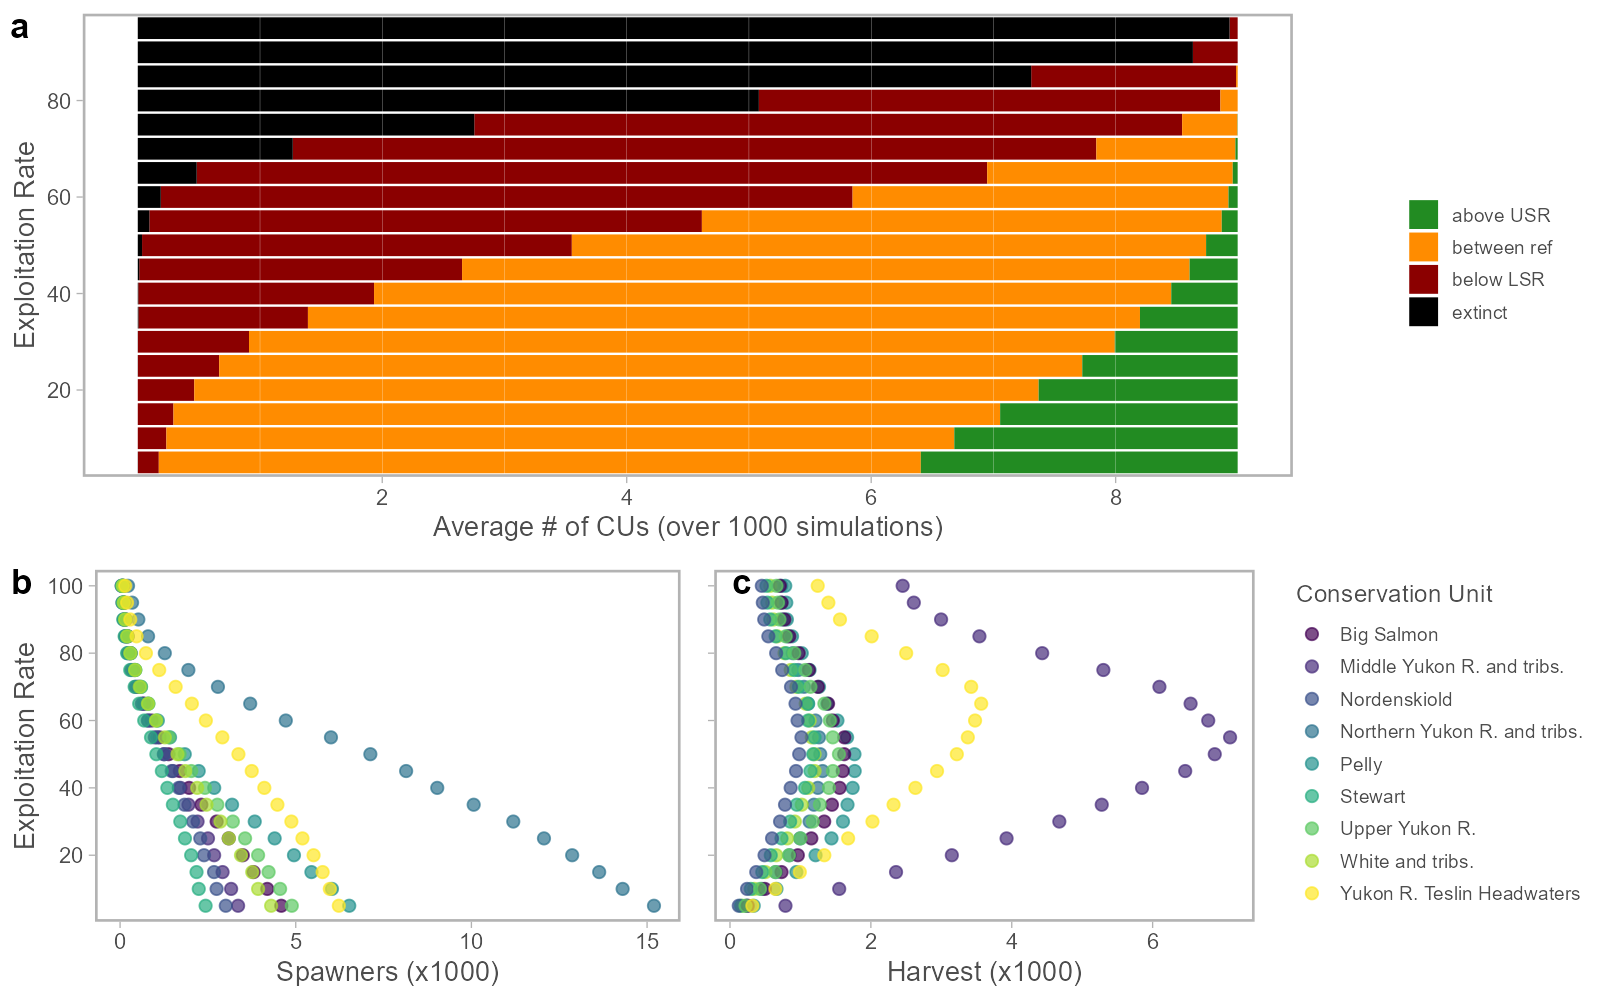 a
Exploitation Rate
80
60
40
20
2 4 6 8
Average # of CUs (over 1000 simulations)
above USR
between ref
below LSR
extinct
b
Exploitation Rate
100
80
60
40
20
0 5 10 15
Spawners (x1000)
c
0 2 4 6
Harvest (x1000)
Conservation Unit
Big Salmon
Middle Yukon R. and tribs.
Nordenskiold
Northern Yukon R. and tribs.
Pelly
Stewart
Upper Yukon R.
White and tribs.
Yukon R. Teslin Headwaters